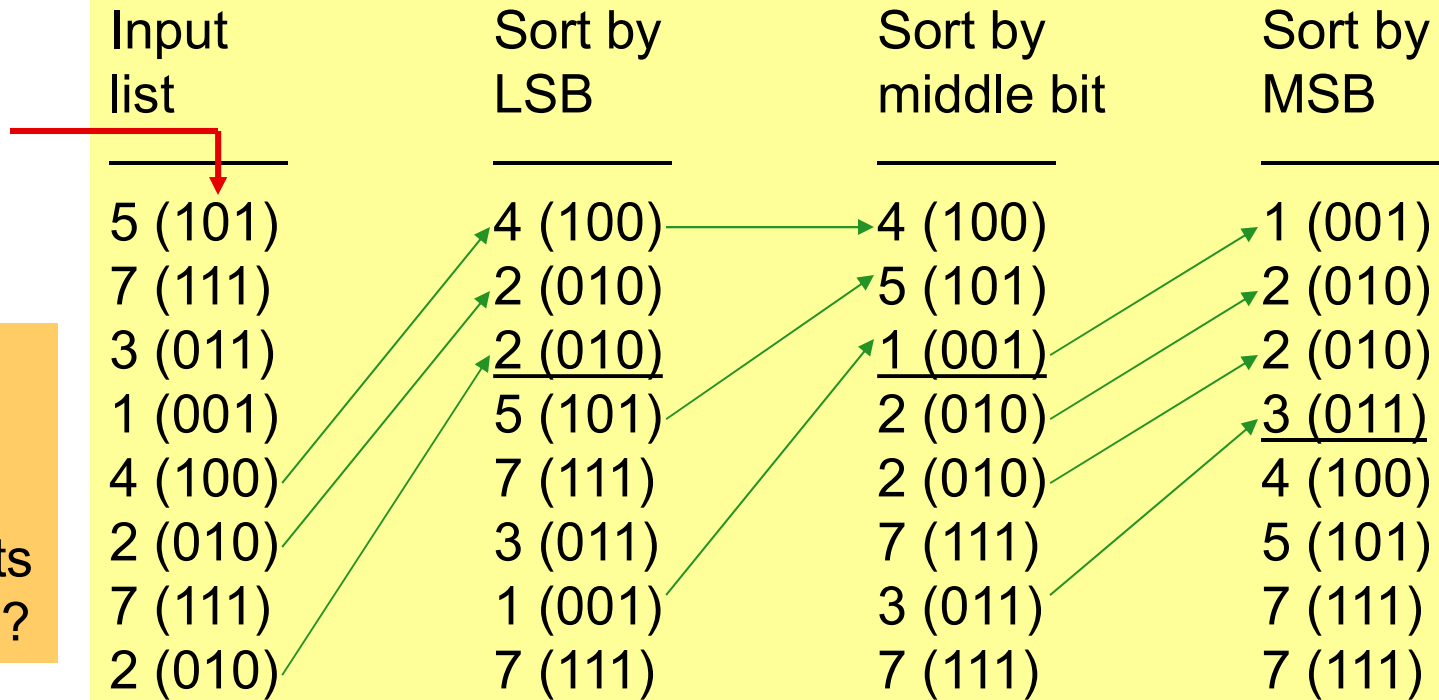 Input list
Sort by LSB
Sort by middle bit
Sort by MSB
5 (101) 4 (100) 4 (100) 1 (001)
7 (111) 2 (010) 5 (101) 2 (010)
3 (011) 2 (010) 1 (001) 2 (010)
1 (001) 5 (101) 2 (010) 3 (011)
4 (100) 7 (111) 2 (010) 4 (100)
2 (010) 3 (011) 7 (111) 5 (101)
7 (111) 1 (001) 3 (011) 7 (111)
2 (010) 7 (111) 7 (111) 7 (111)
ts
?